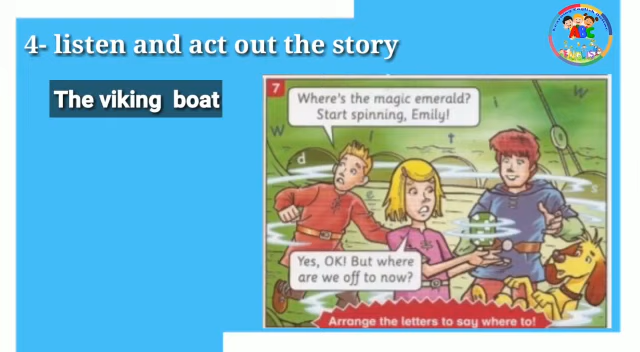 4- listen and act out the story
The viking boat
7
Where's the magic emerald?
Start spinning, Emily!
W
I
t
I
W
d
e
s
Yes, OK! But where
are we off to now?
Arrange the letters to say where to!
ABC